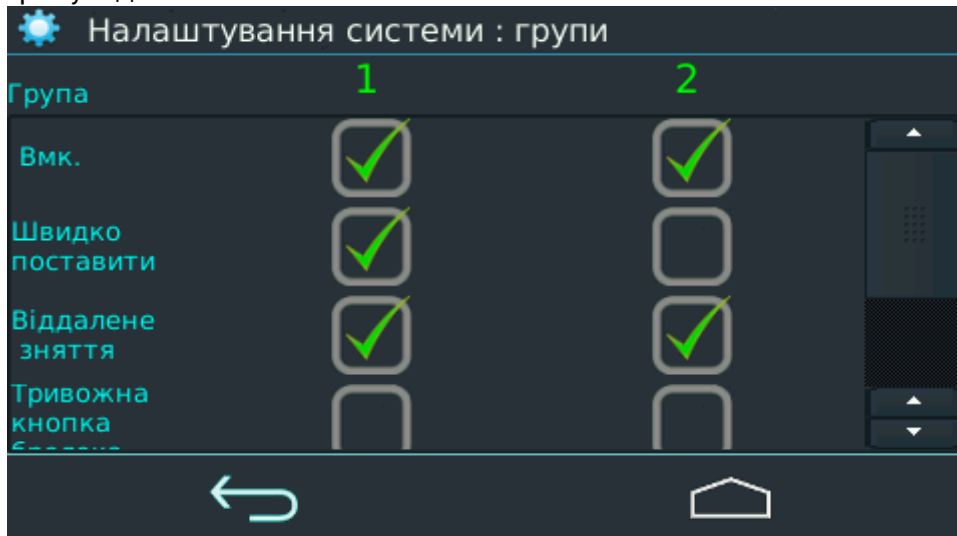 Налаштування системи : групи
Група 1 2
Вмк.
Швидко
поставити
Віддалене
зняття
Тривожна
кнопка